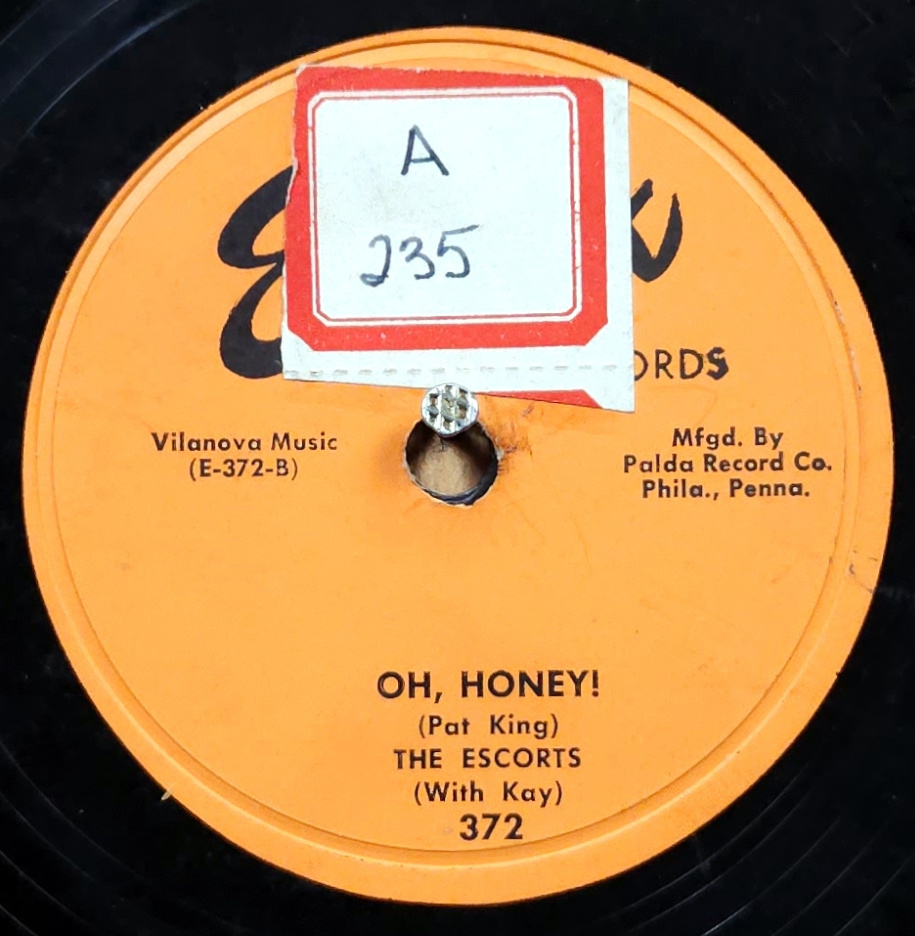 A
235
ORDS
Vilanova Music
(E-372-B)
Mfgd. By
Palda Record Co.
Phila., Penna.
OH, HONEY!
(Pat King)
THE ESCORTS
(With Kay)
372